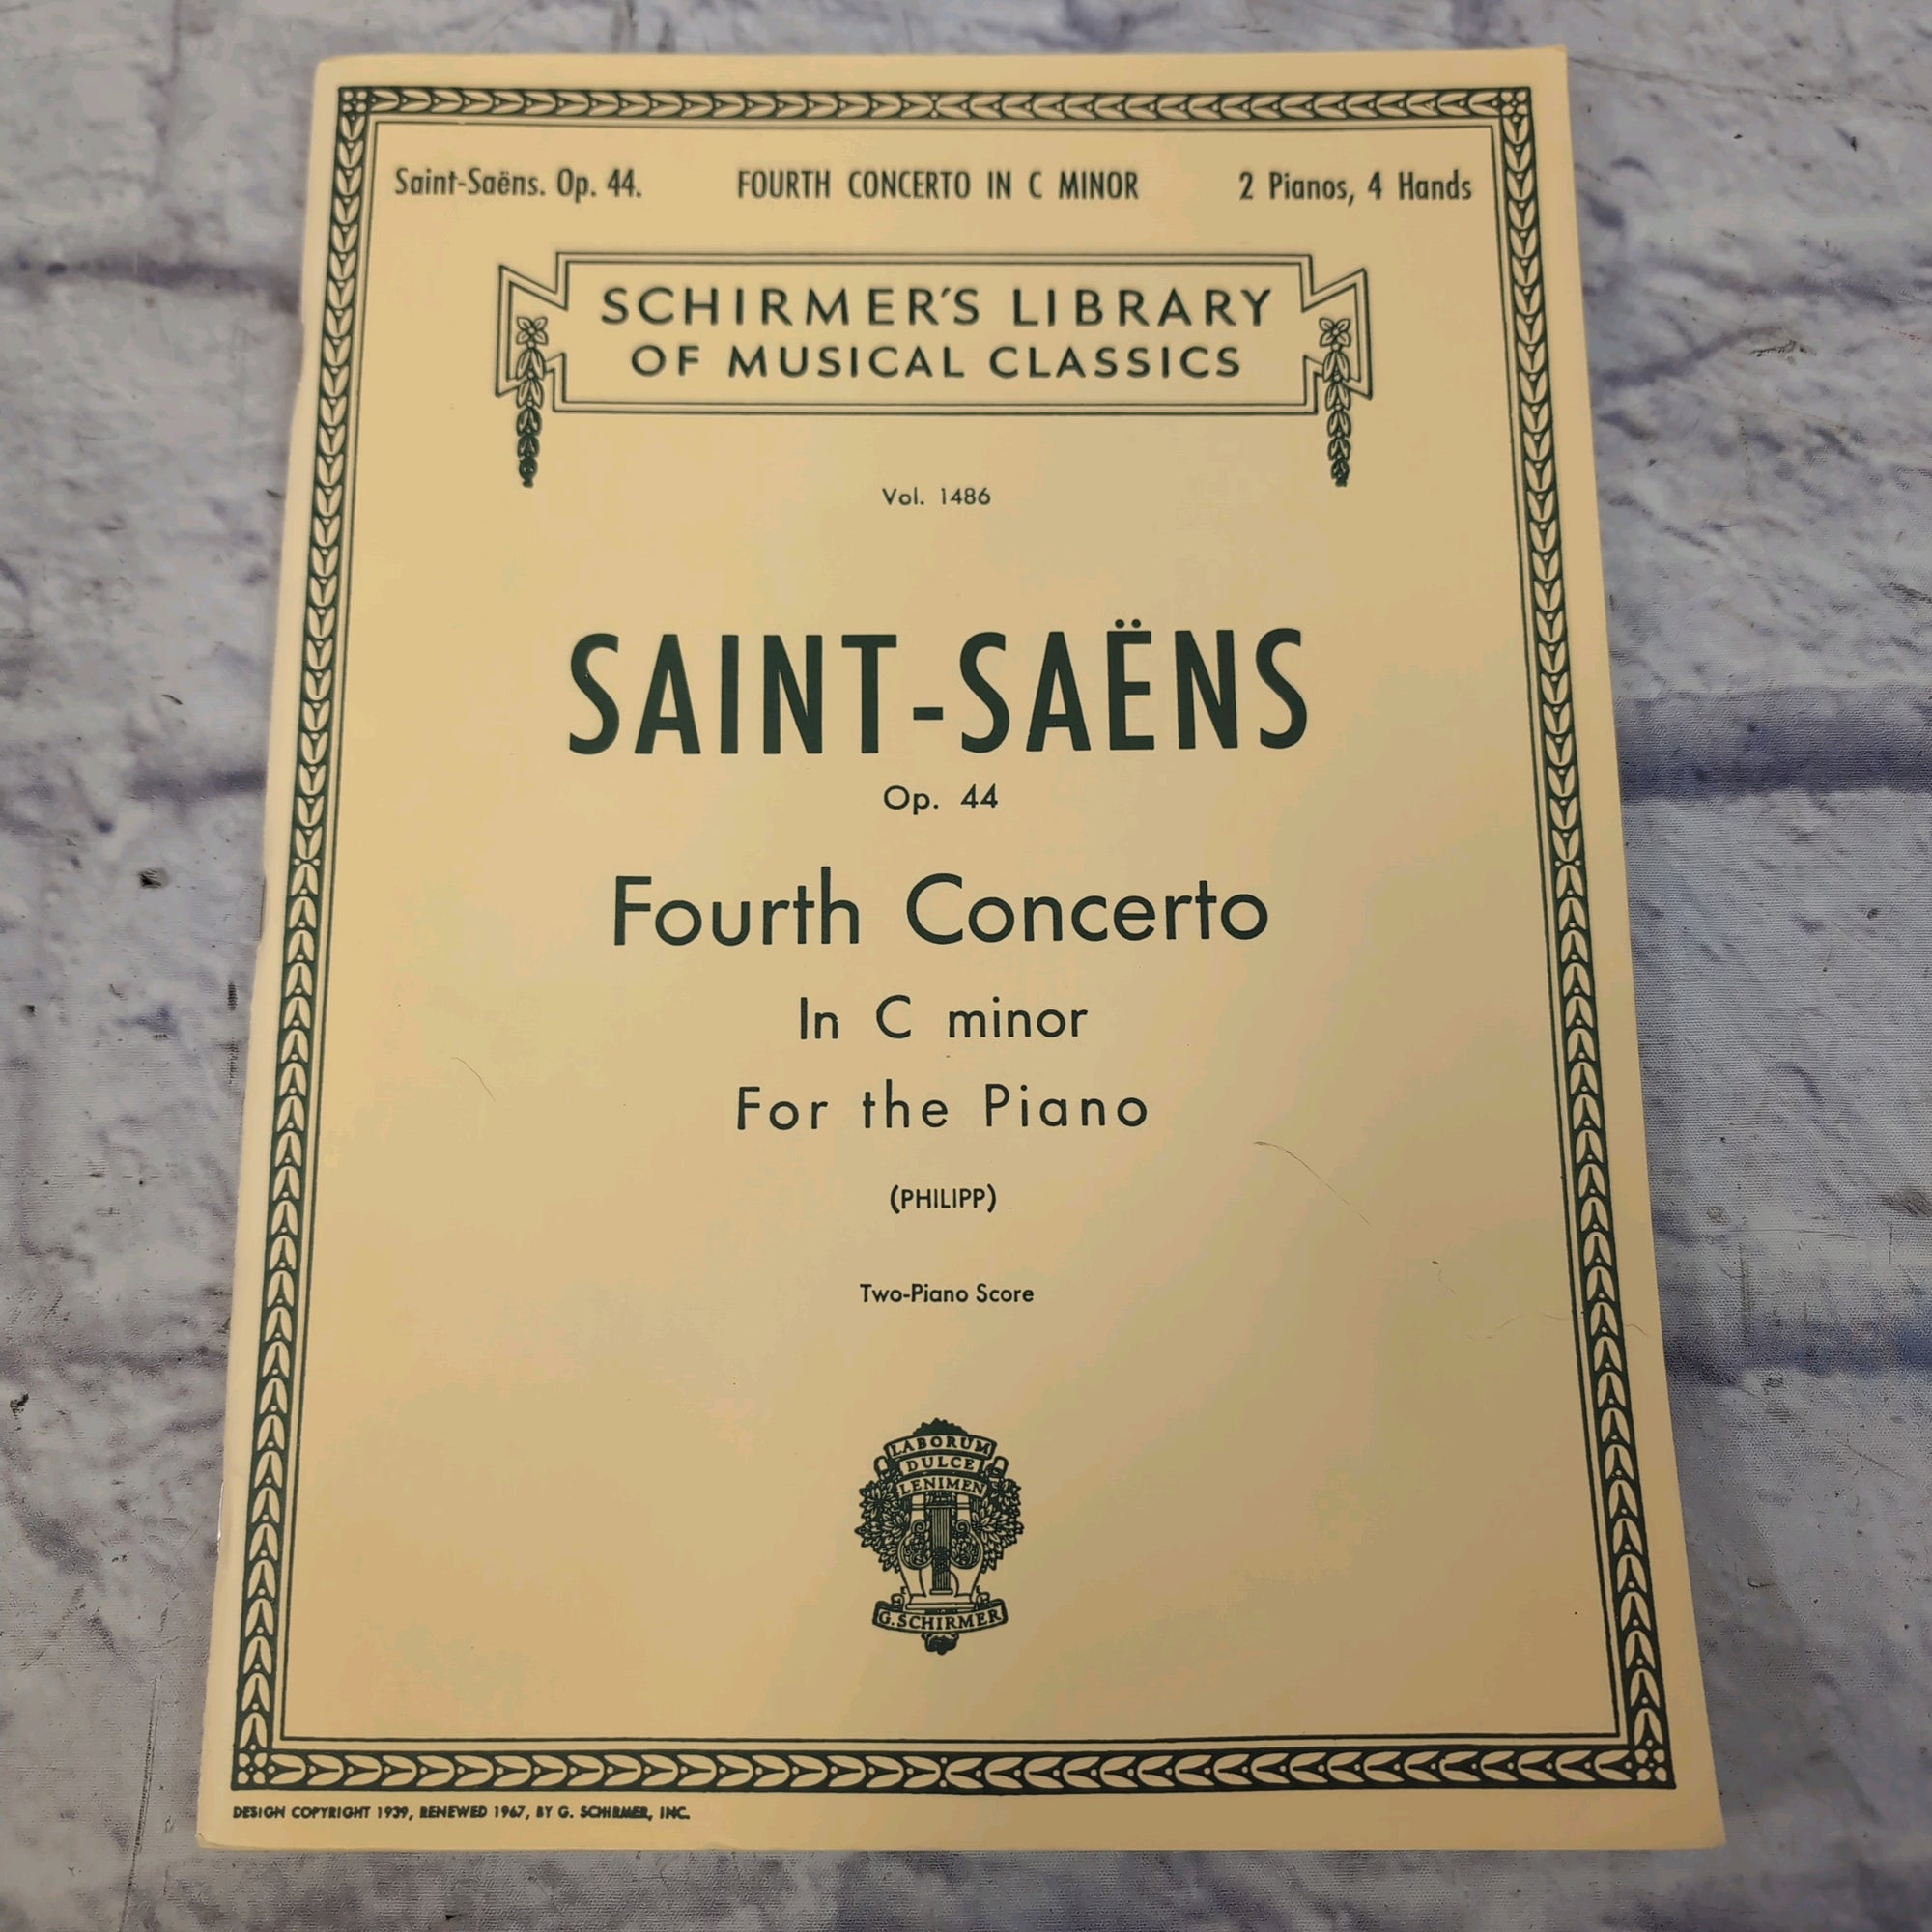 Saint-Saëns. Op. 44. FOURTH CONCERTO IN C MINOR 2 Pianos, 4 Hands
SCHIRMER'S LIBRARY
OF MUSICAL CLASSICS
Vol. 1486
SAINT-SAËNS
Op. 44
Fourth Concerto
In C minor
For the Piano
(PHILIPP)
Two-Piano Score
LABORUM
DULCE
LENIMEN
G. SCHIRMER
DESIGN COPYRIGHT 1939, RENEWED 1967, BY G. SCHIRMER, INC.